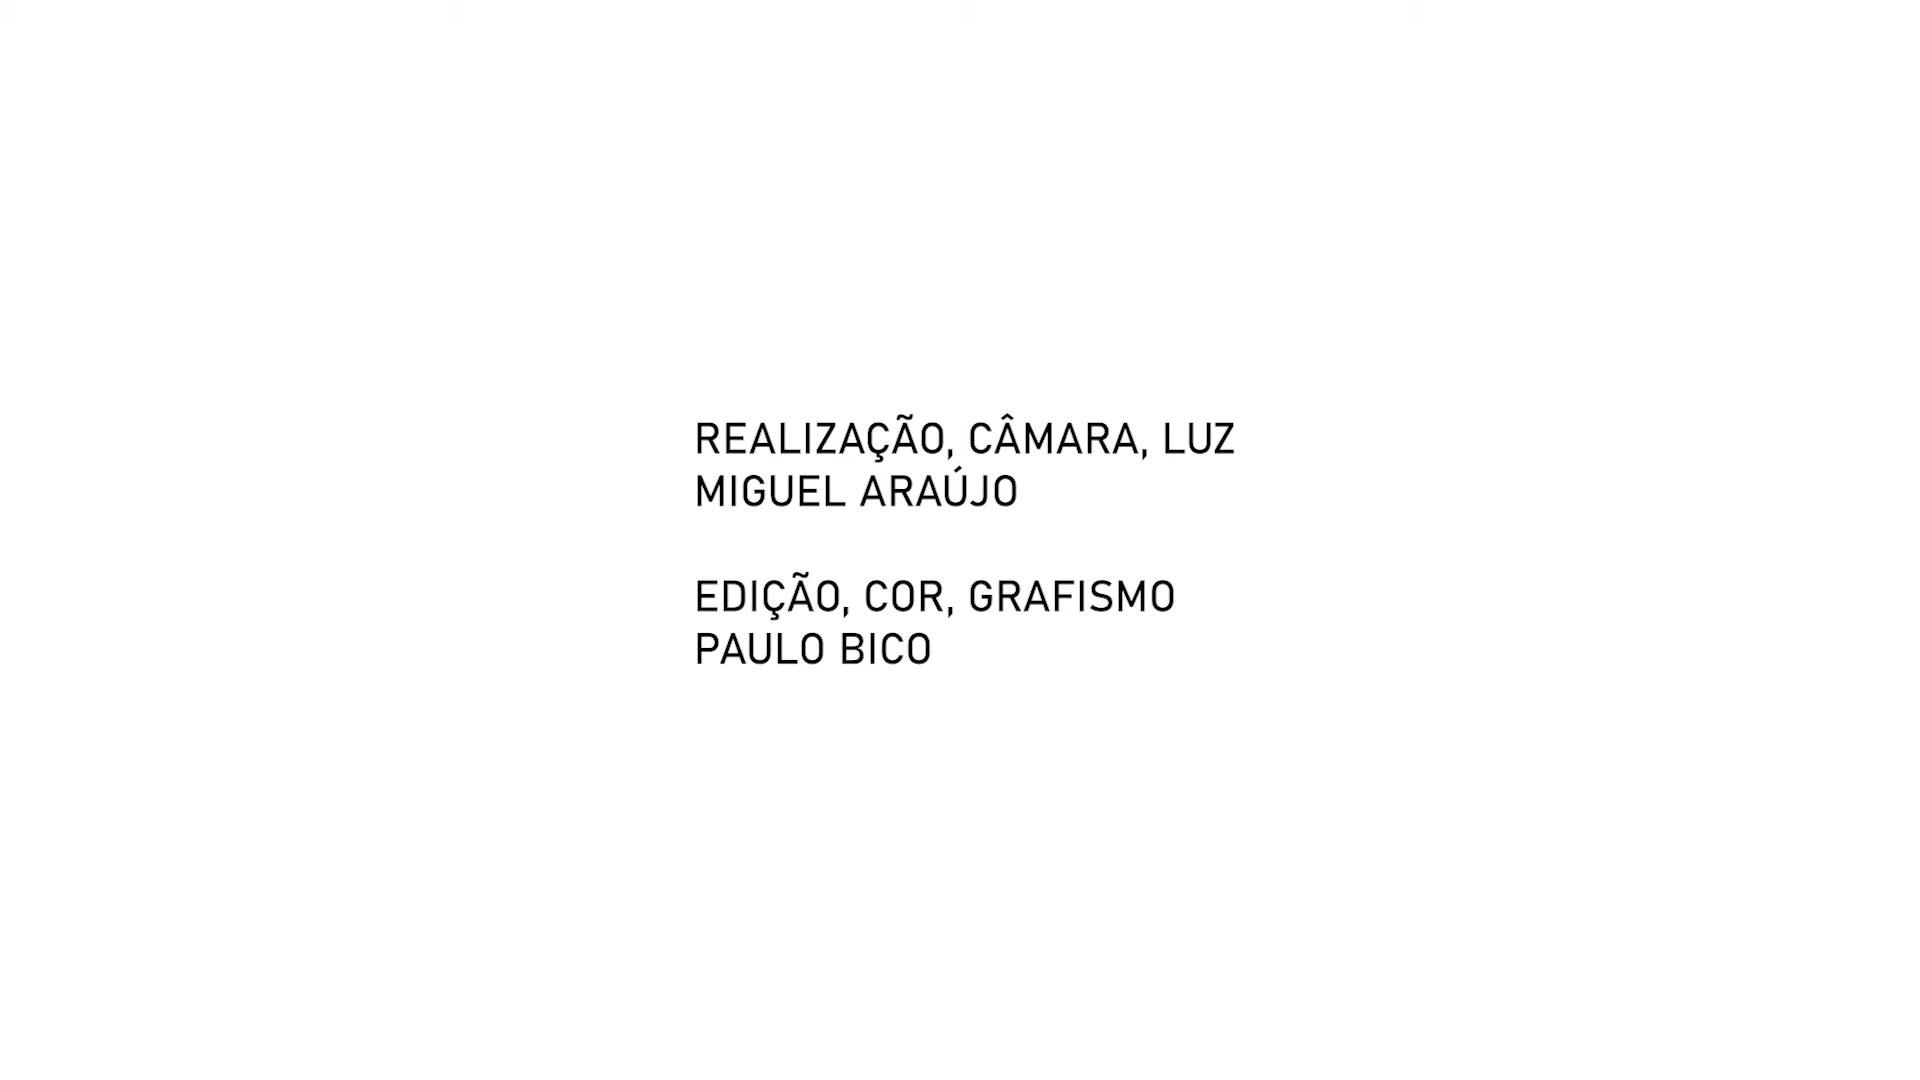 REALIZAÇÃO, CÂMARA, LUZ
MIGUEL ARAÚJO
EDIÇÃO, COR, GRAFISMO
PAULO BICO